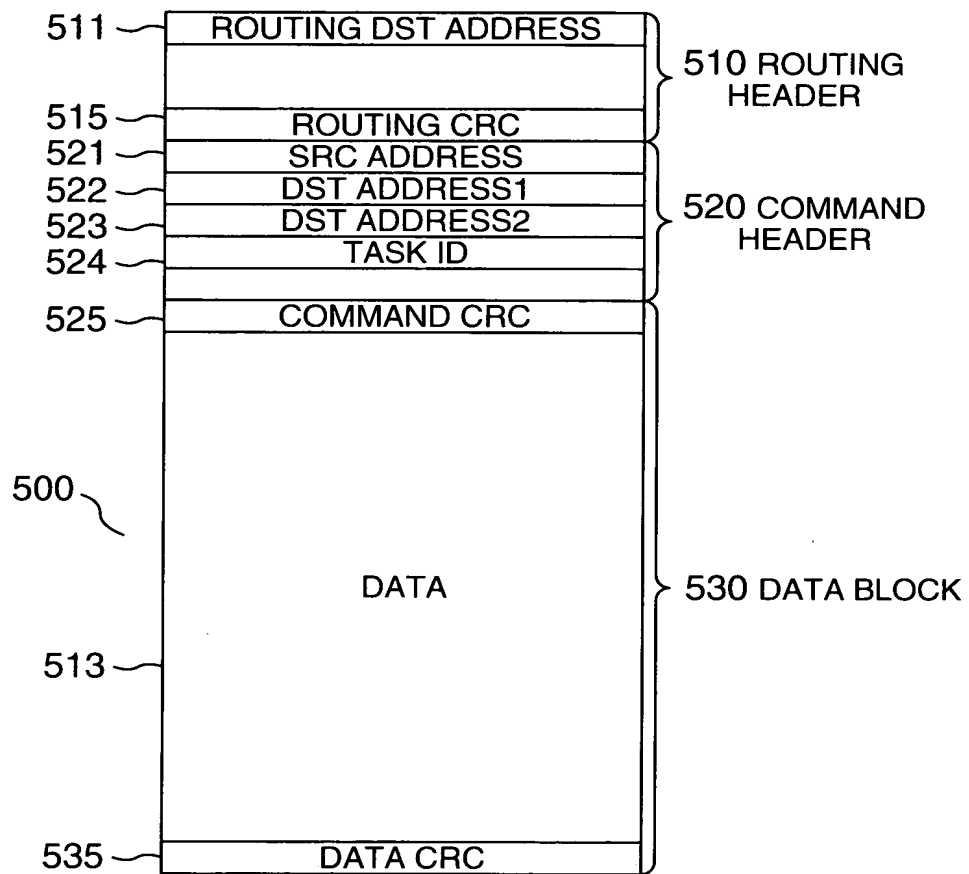 511 ROUTING DST ADDRESS
510 ROUTING
HEADER
515 ROUTING CRC
521 SRC ADDRESS
522 DST ADDRESS1
523 DST ADDRESS2
520 COMMAND
HEADER
524 TASK ID
525 COMMAND CRC
500
DATA
530 DATA BLOCK
513
535 DATA CRC